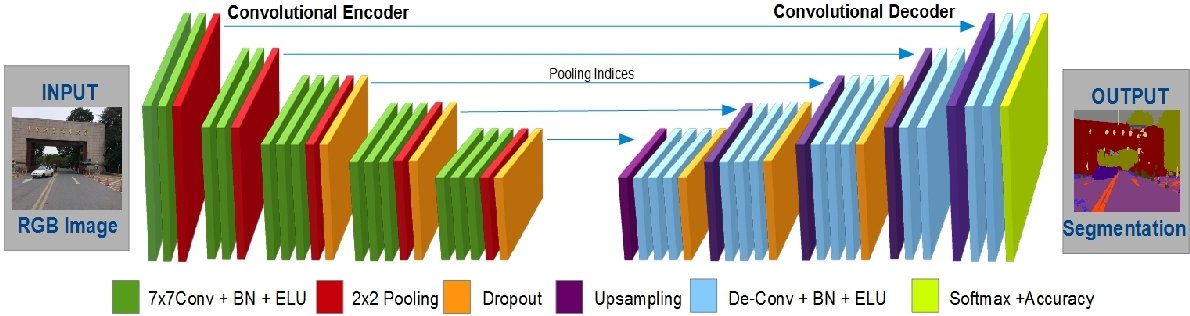 Convolutional Encoder
Convolutional Decoder
Pooling Indices
INPUT
RGB Image
OUTPUT
Segmentation
7x7Conv + BN + ELU
2x2 Pooling
Dropout
Upsampling
De-Conv + BN + ELU
Softmax +Accuracy